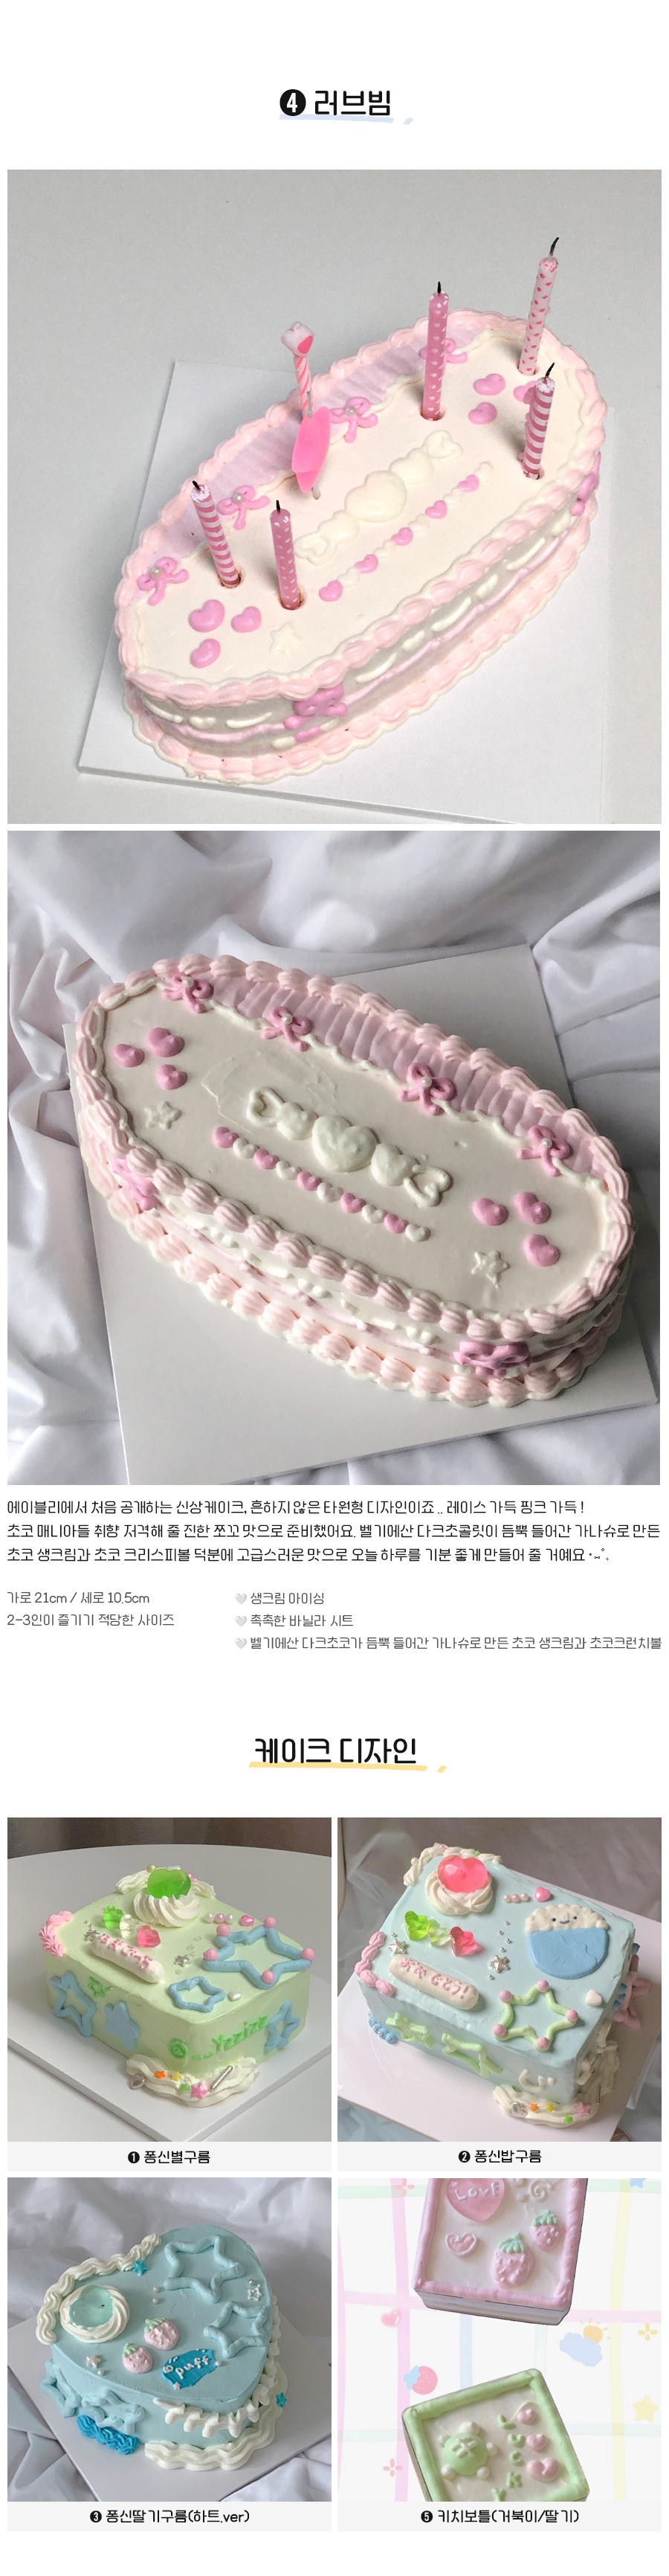 ❹ 러브빔
에이블리에서 처음 공개하는 신상케이크, 흔하지 않은 타원형 디자인이죠 .. 레이스 가득 핑크 가득 !
초코 매니아들 취향 저격해 줄 진한 쪼꼬 맛으로 준비했어요. 벨기에산 다크초콜릿이 듬뿍 들어간 가나슈로 만든
초코 생크림과 초코 크리스피볼 덕분에 고급스러운 맛으로 오늘 하루를 기분 좋게 만들어 줄 거예요
가로 21cm / 세로 10.5cm
2-3인이 즐기기 적당한 사이즈
🤍 생크림 아이싱
🤍 촉촉한 바닐라 시트
🤍 벨기에산 다크초코가 듬뿍 들어간 가나슈로 만든 초코 생크림과 초코크런치볼
케이크 디자인
❶ 퐁신별구름
❷ 퐁신밥구름
puff
LOVE
❸ 퐁신딸기구름(하트.ver)
❺ 키치보틀(거북이/딸기)